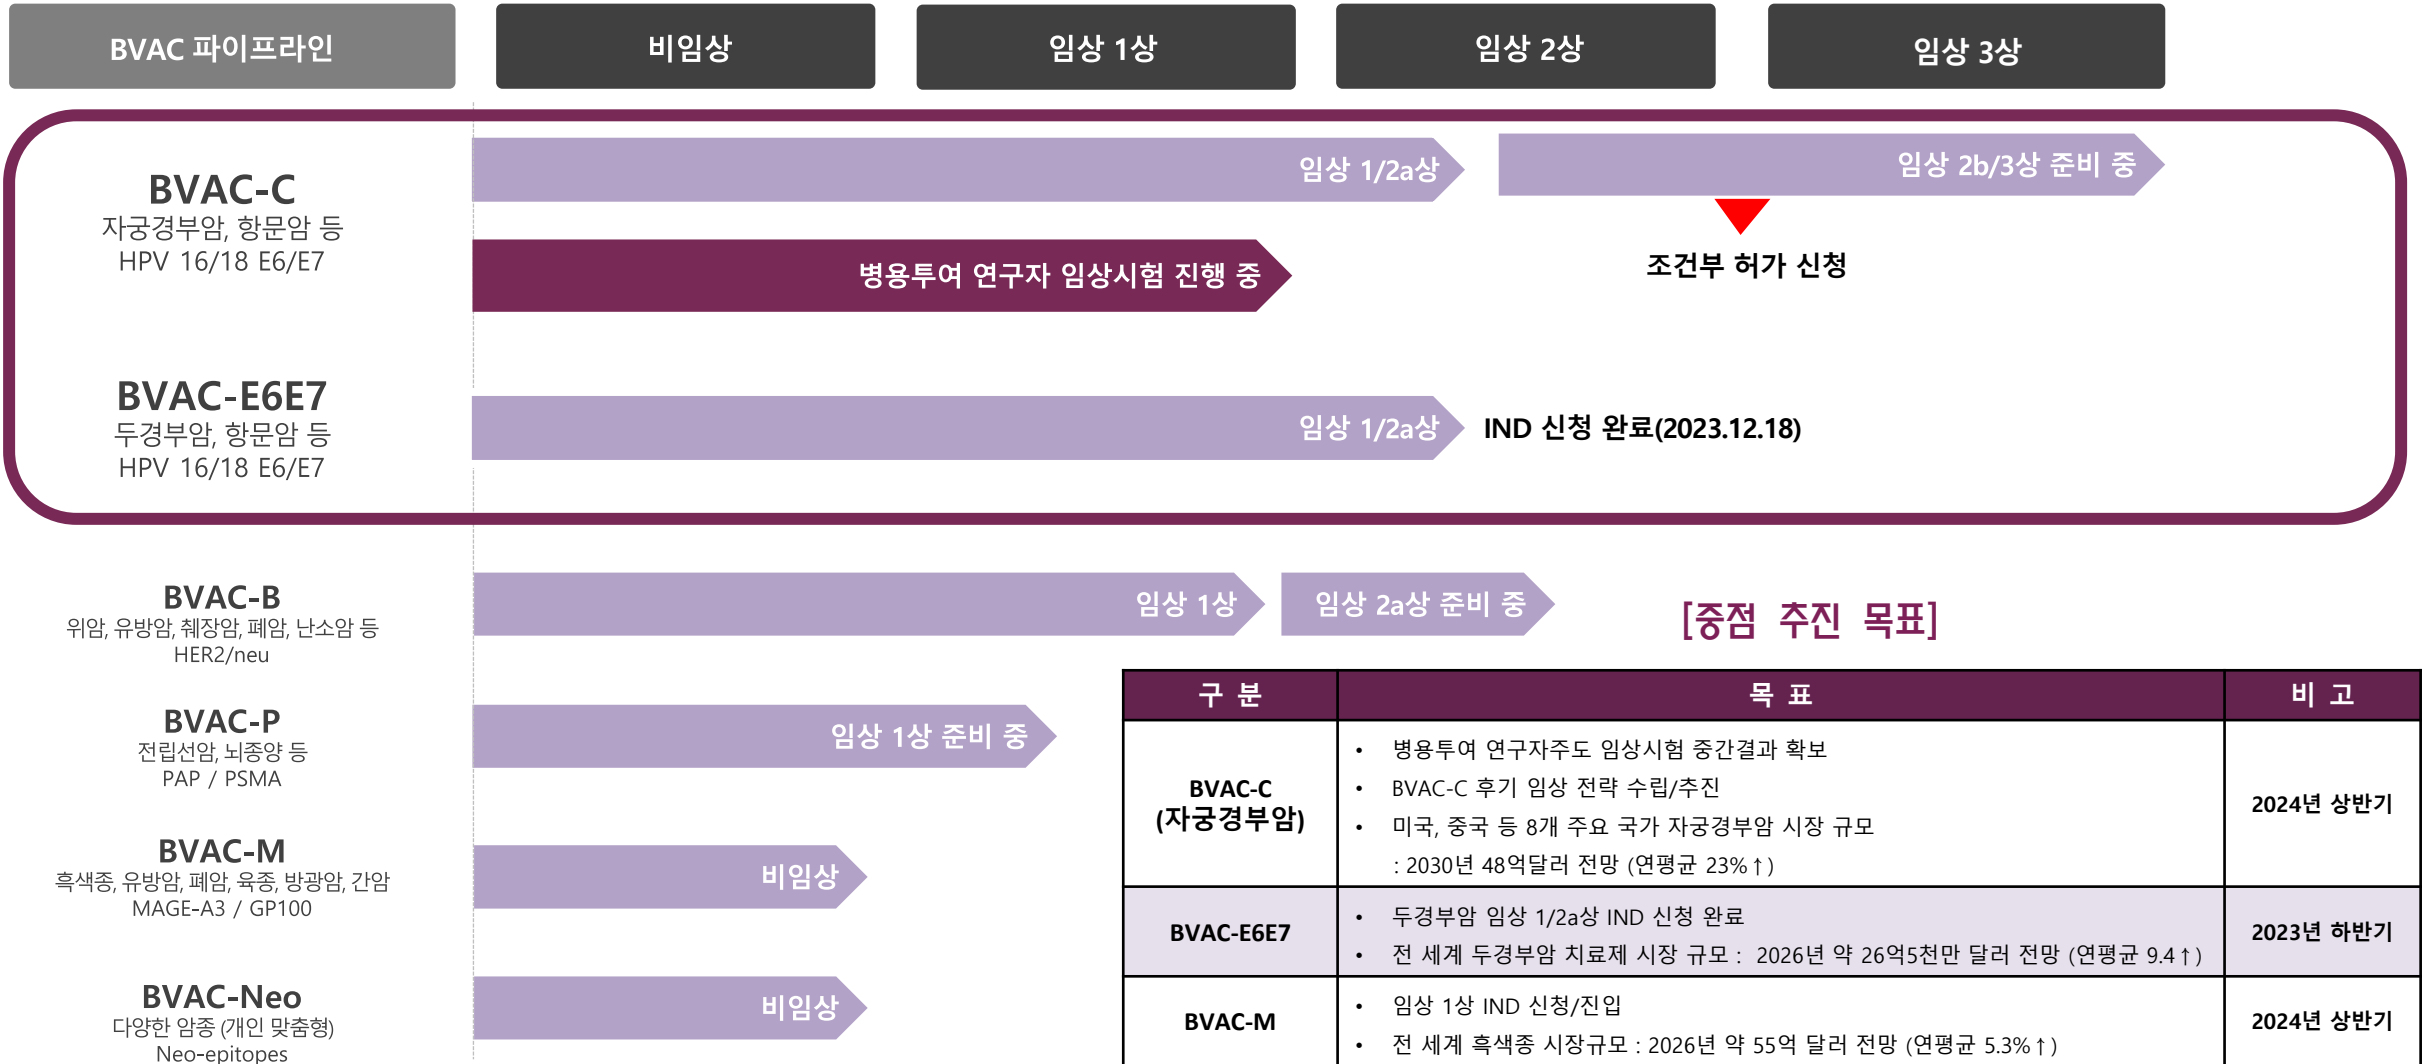 BVAC 파이프라인
비임상
임상 1상
임상 2상
임상 3상
BVAC-C
자궁경부암, 항문암 등
HPV 16/18 E6/E7
임상 1/2a상
임상 2b/3상 준비 중
조건부 허가 신청
병용투여 연구자 임상시험 진행 중
BVAC-E6E7
두경부암, 항문암 등
HPV 16/18 E6/E7
임상 1/2a상
IND 신청 완료(2023.12.18)
BVAC-B
위암, 유방암, 췌장암, 폐암, 난소암 등
HER2/neu
임상 1상
임상 2a상 준비 중
BVAC-P
전립선암, 뇌종양 등
PAP / PSMA
임상 1상 준비 중
BVAC-M
흑색종, 유방암, 폐암, 육종, 방광암, 간암
MAGE-A3 / GP100
비임상
BVAC-Neo
다양한 암종 (개인 맞춤형)
Neo-epitopes
비임상
[중점 추진 목표]
구 분
목 표
비 고
BVAC-C
(자궁경부암)
• 병용투여 연구자주도 임상시험 중간결과 확보
• BVAC-C 후기 임상 전략 수립/추진
• 미국, 중국 등 8개 주요 국가 자궁경부암 시장 규모
: 2030년 48억달러 전망 (연평균 23%↑)
2024년 상반기
BVAC-E6E7
• 두경부암 임상 1/2a상 IND 신청 완료
• 전 세계 두경부암 치료제 시장 규모 : 2026년 약 26억5천만 달러 전망 (연평균 9.4↑)
2023년 하반기
BVAC-M
• 임상 1상 IND 신청/진입
• 전 세계 흑색종 시장규모 : 2026년 약 55억 달러 전망 (연평균 5.3%↑)
2024년 상반기